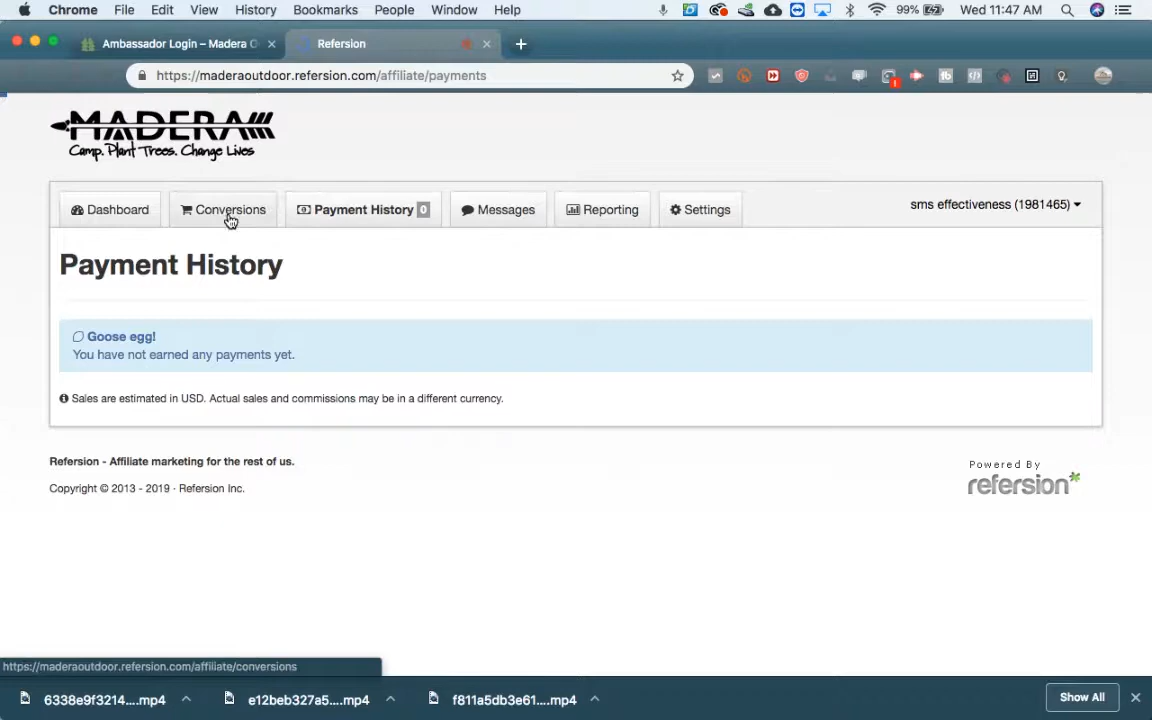 Chrome File Edit View History Bookmarks People Window Help 99% Wed 11:47 AM
Ambassador Login – Madera O Refersion
https://maderaoutdoor.refersion.com/affiliate/payments
MADERA
Camp. Plant Trees. Change Lives
Dashboard Conversions Payment History 0 Messages Reporting Settings sms effectiveness (1981465)
Payment History
Goose egg!
You have not earned any payments yet.
Sales are estimated in USD. Actual sales and commissions may be in a different currency.
Refersion - Affiliate marketing for the rest of us.
Copyright © 2013 - 2019 · Refersion Inc.
Powered By
refersion
https://maderaoutdoor.refersion.com/affiliate/conversions
6338e9f3214....mp4 e12beb327a5....mp4 f811a5db3e61....mp4 Show All